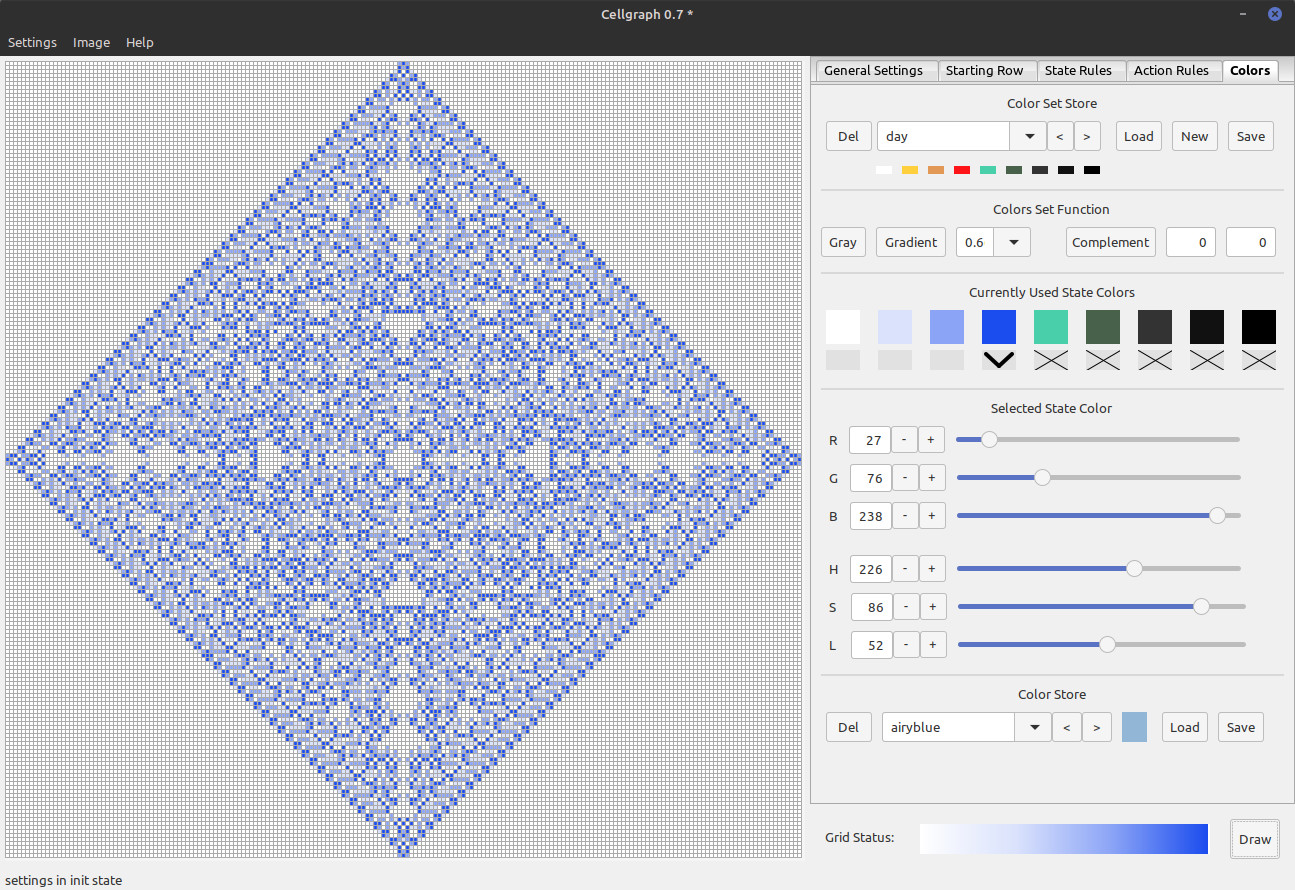 Cellgraph 0.7 *
Settings Image Help
General Settings Starting Row State Rules Action Rules Colors
Color Set Store
Del day < > Load New Save
Colors Set Function
Gray Gradient 0.6 Complement 0 0
Currently Used State Colors
Selected State Color
R 27 - +
G 76 - +
B 238 - +
H 226 - +
S 86 - +
L 52 - +
Color Store
Del airyblue < > Load Save
Grid Status: Draw
settings in init state